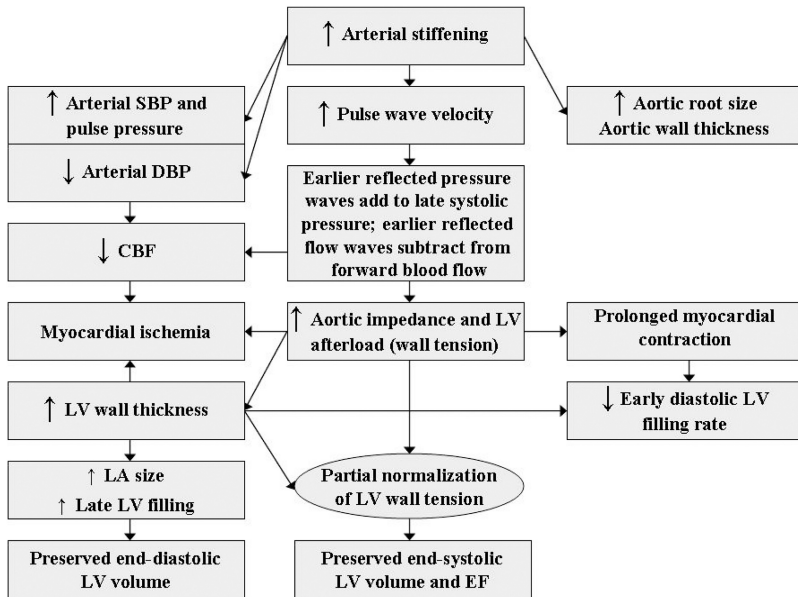 ↑ Arterial stiffening
↑ Arterial SBP and
pulse pressure
↑ Pulse wave velocity
↑ Aortic root size
Aortic wall thickness
↓ Arterial DBP
Earlier reflected pressure
waves add to late systolic
pressure; earlier reflected
flow waves subtract from
forward blood flow
↓ CBF
Myocardial ischemia
↑ Aortic impedance and LV
afterload (wall tension)
Prolonged myocardial
contraction
↑ LV wall thickness
↓ Early diastolic LV
filling rate
↑ LA size
↑ Late LV filling
Partial normalization
of LV wall tension
Preserved end-diastolic
LV volume
Preserved end-systolic
LV volume and EF